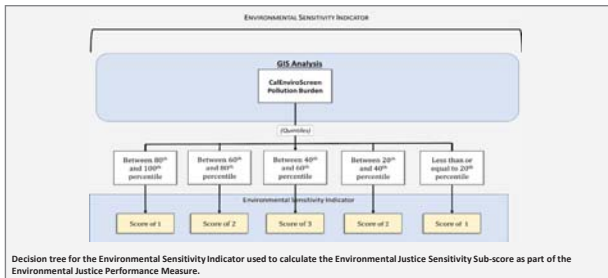 ENVIRONMENTAL SENSITIVITY INDICATOR
GIS Analysis
CalEnviroScreen
Pollution Burden
(Quintiles)
Between 80th
and 100th
percentile
Between 60th
and 80th
percentile
Between 40th
and 60th
percentile
Between 20th
and 40th
percentile
Less than or
equal to 20th
percentile
Environmental Sensitivity Indicator
Score of 1
Score of 2
Score of 3
Score of 2
Score of 1
Decision tree for the Environmental Sensitivity Indicator used to calculate the Environmental Justice Sensitivity Sub-score as part of the
Environmental Justice Performance Measure.